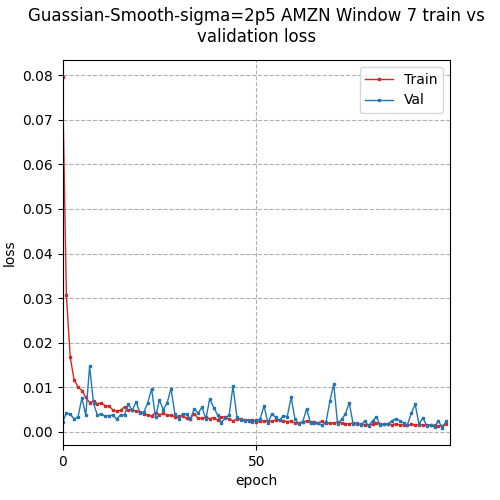 Guassian-Smooth-sigma=2p5 AMZN Window 7 train vs
validation loss
0.08
0.07
0.06
0.05
0.04
0.03
0.02
0.01
0.00
loss
Train
Val
0
50
epoch